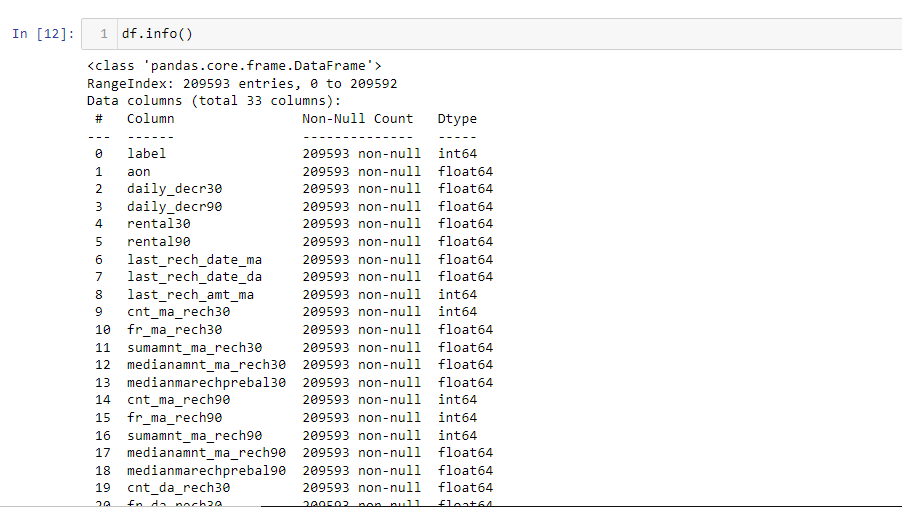 In [12]: 1 df.info()
<class 'pandas.core.frame.DataFrame'>
RangeIndex: 209593 entries, 0 to 209592
Data columns (total 33 columns):
# Column Non-Null Count Dtype
--- ------ -------------- -----
0 label 209593 non-null int64
1 aon 209593 non-null float64
2 daily_decr30 209593 non-null float64
3 daily_decr90 209593 non-null float64
4 rental30 209593 non-null float64
5 rental90 209593 non-null float64
6 last_rech_date_ma 209593 non-null float64
7 last_rech_date_da 209593 non-null float64
8 last_rech_amt_ma 209593 non-null int64
9 cnt_ma_rech30 209593 non-null int64
10 fr_ma_rech30 209593 non-null float64
11 sumamnt_ma_rech30 209593 non-null float64
12 medianamnt_ma_rech30 209593 non-null float64
13 medianmarechprebal30 209593 non-null float64
14 cnt_ma_rech90 209593 non-null int64
15 fr_ma_rech90 209593 non-null int64
16 sumamnt_ma_rech90 209593 non-null int64
17 medianamnt_ma_rech90 209593 non-null float64
18 medianmarechprebal90 209593 non-null float64
19 cnt_da_rech30 209593 non-null float64
20 fr_da_rech30 209593 non-null float64